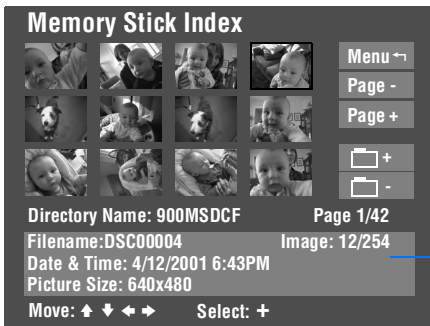 Memory Stick Index
Menu
Page -
Page +
+
-
Directory Name: 900MSDCF Page 1/42
Filename:DSC00004 Image: 12/254
Date & Time: 4/12/2001 6:43PM
Picture Size: 640x480
Move: Select: +